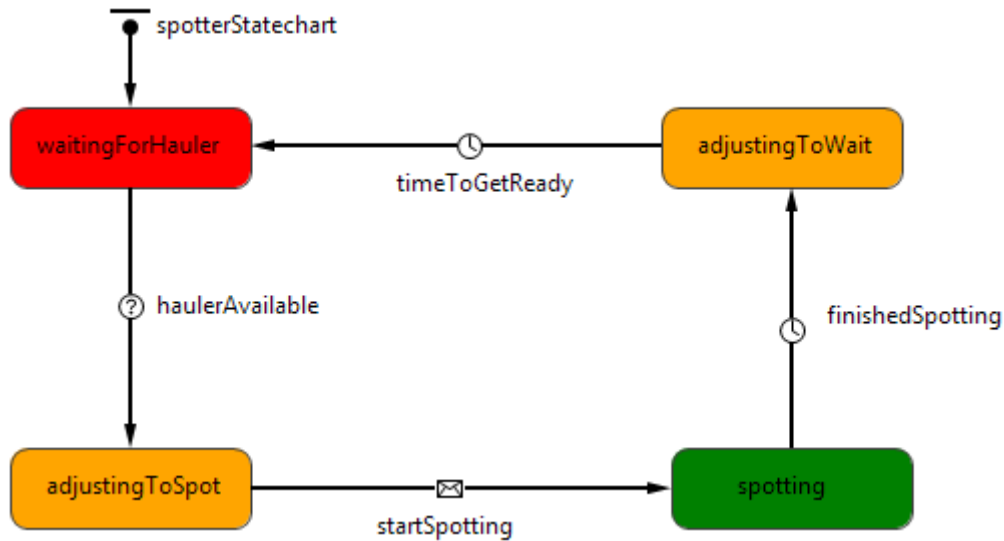 spotterStatechart
waitingForHauler
adjustingToWait
timeToGetReady
haulerAvailable
finishedSpotting
adjustingToSpot
spotting
startSpotting